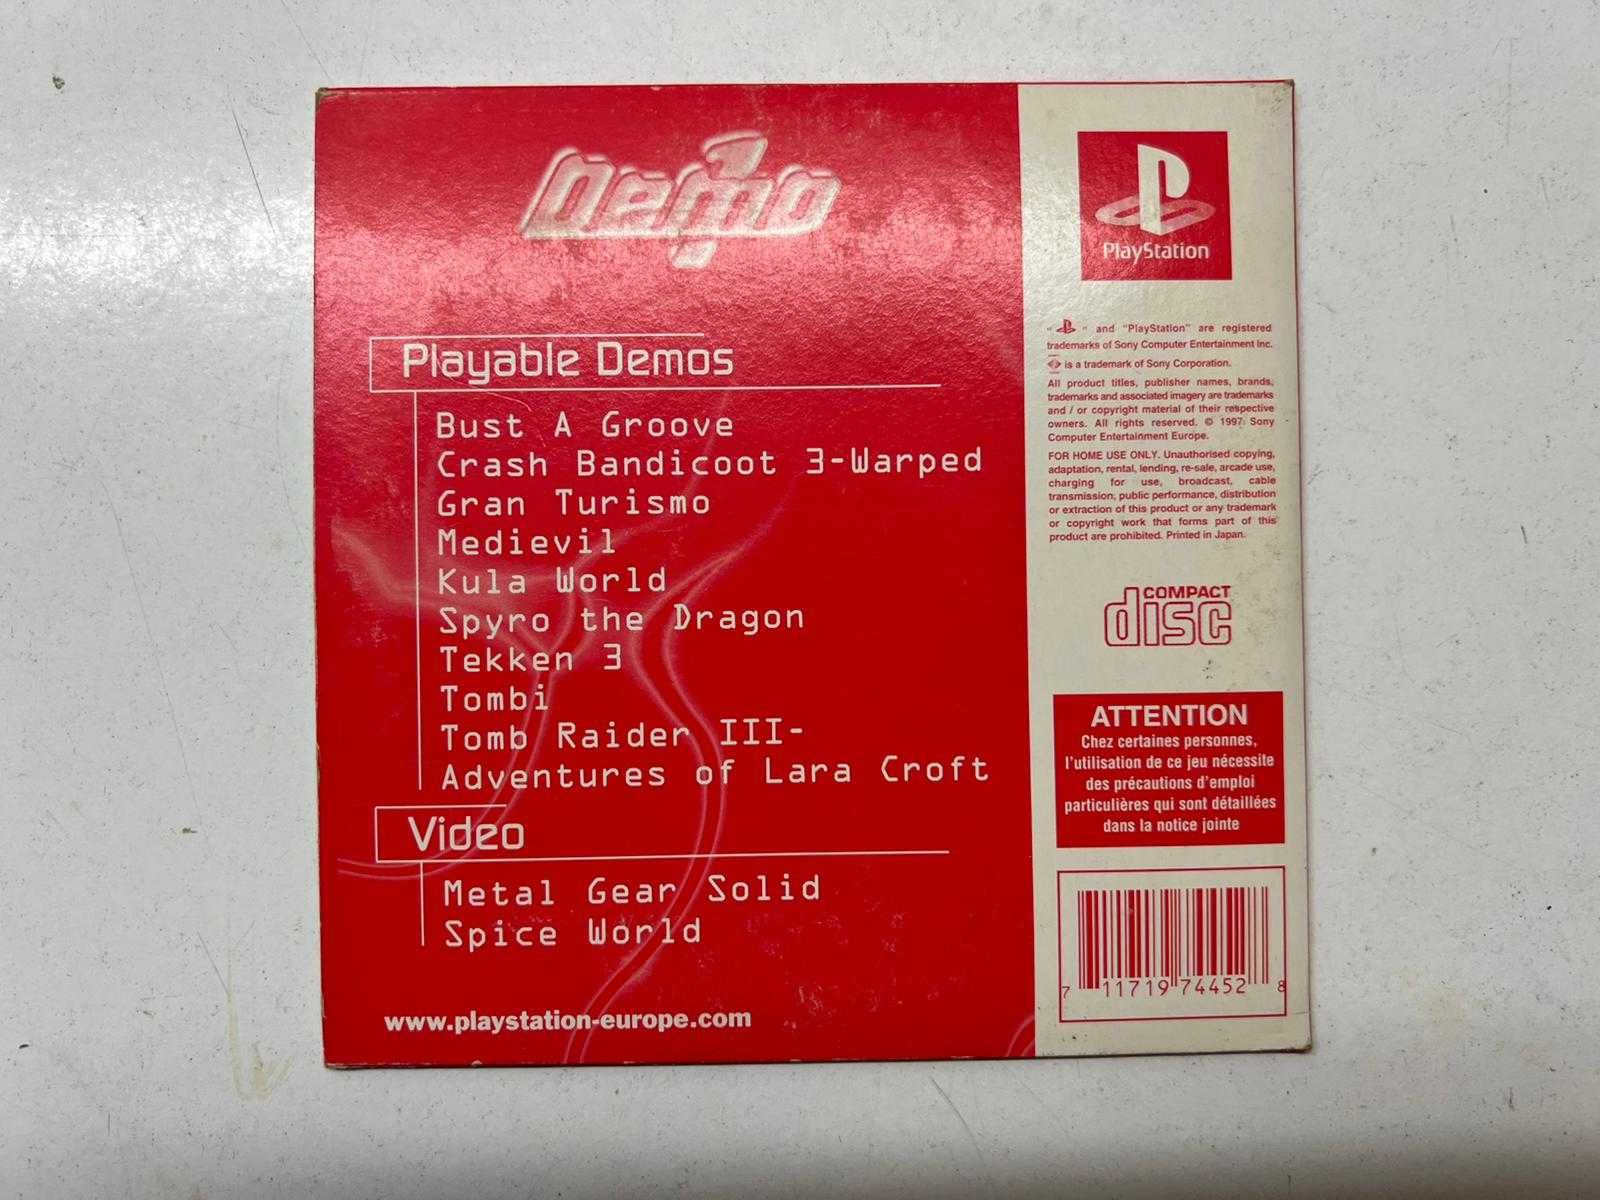 Demo 1
Playable Demos
Bust A Groove
Crash Bandicoot 3-Warped
Gran Turismo
Medievil
Kula World
Spyro the Dragon
Tekken 3
Tombi
Tomb Raider III-
Adventures of Lara Croft
Video
Metal Gear Solid
Spice World
www.playstation-europe.com
PlayStation
" " and "PlayStation" are registered
trademarks of Sony Computer Entertainment Inc.
is a trademark of Sony Corporation.
All product titles, publisher names, brands,
trademarks and associated imagery are trademarks
and / or copyright material of their respective
owners. All rights reserved. © 1997 Sony
Computer Entertainment Europe.
FOR HOME USE ONLY. Unauthorised copying,
adaptation, rental, lending, re-sale, arcade use,
charging for use, broadcast, cable
transmission, public performance, distribution
or extraction of this product or any trademark
or copyright work that forms part of this
product are prohibited. Printed in Japan.
COMPACT
disc
ATTENTION
Chez certaines personnes,
l'utilisation de ce jeu nécessite
des précautions d'emploi
particulières qui sont détaillées
dans la notice jointe
7 11719 74452 8